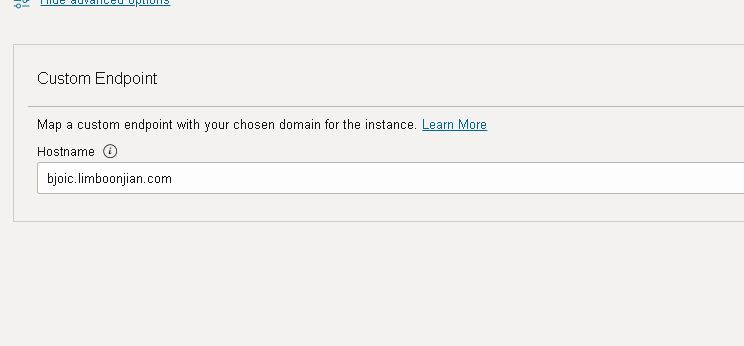 Hide advanced options
Custom Endpoint
Map a custom endpoint with your chosen domain for the instance. Learn More
Hostname
bjoic.limboonjian.com